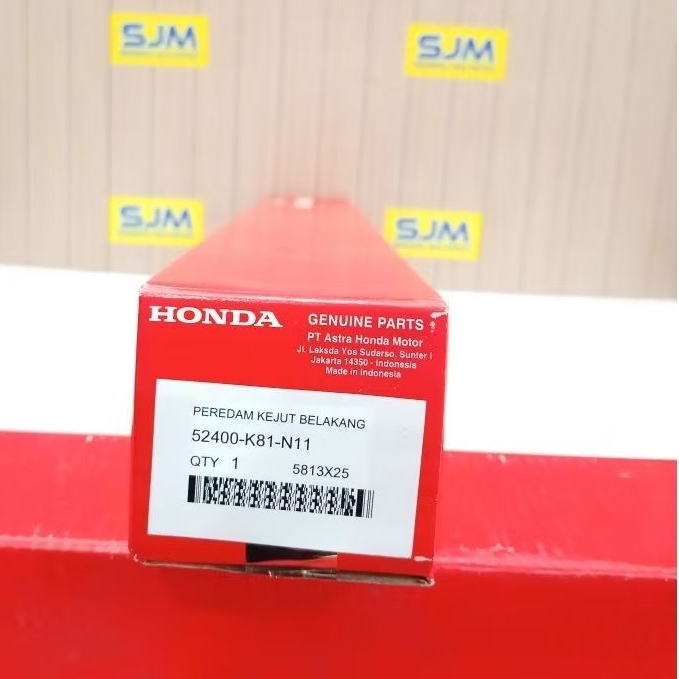 SJM
SJM
SJM
SJM
HONDA GENUINE PARTS
PT Astra Honda Motor
Jl. Laksda Yos Sudarso, Sunter I
Jakarta 14350 - Indonesia
Made in Indonesia
PEREDAM KEJUT BELAKANG
52400-K81-N11
QTY 1 5813X25